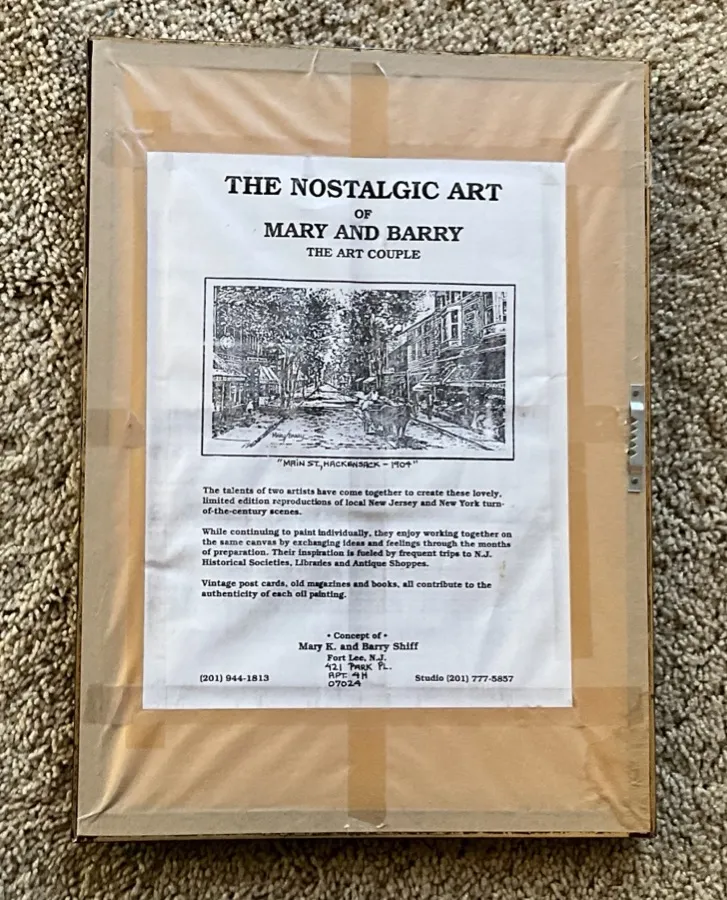 THE NOSTALGIC ART
OF
MARY AND BARRY
THE ART COUPLE
"MAIN ST., HACKENSACK - 1904"
The talents of two artists have come together to create these lovely,
limited edition reproductions of local New Jersey and New York turn-
of-the-century scenes.
While continuing to paint individually, they enjoy working together on
the same canvas by exchanging ideas and feelings through the months
of preparation. Their inspiration is fueled by frequent trips to N.J.
Historical Societies, Libraries and Antique Shoppes.
Vintage post cards, old magazines and books, all contribute to the
authenticity of each oil painting.
• Concept of •
Mary K. and Barry Shiff
Fort Lee, N.J.
421 PARK PL.
APT. 4H
07024
(201) 944-1813
Studio (201) 777-5857